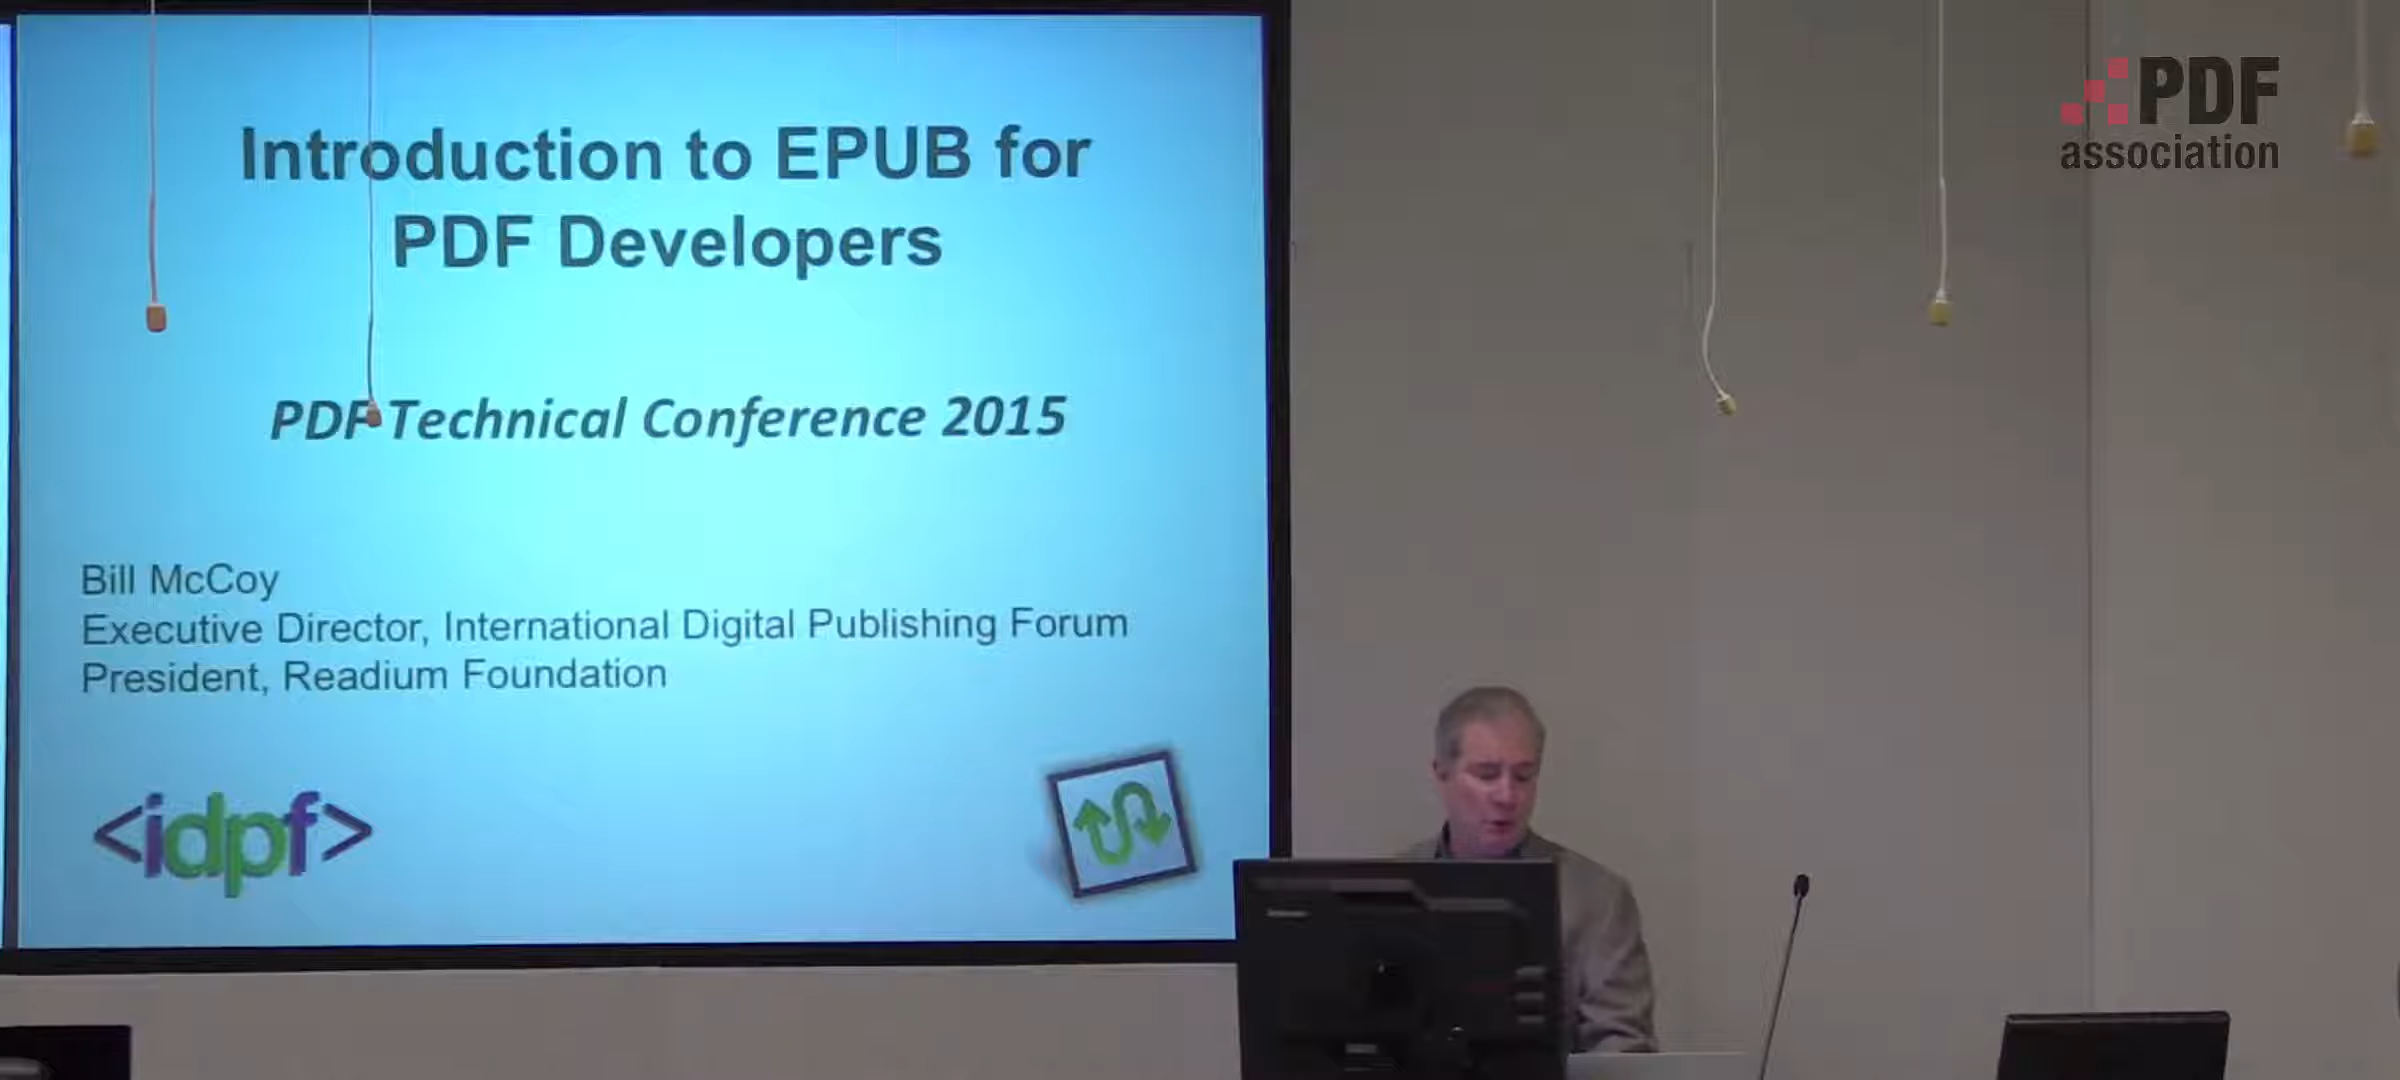 Introduction to EPUB for
PDF Developers
PDF Technical Conference 2015
Bill McCoy
Executive Director, International Digital Publishing Forum
President, Readium Foundation
<idpf>
PDF
association